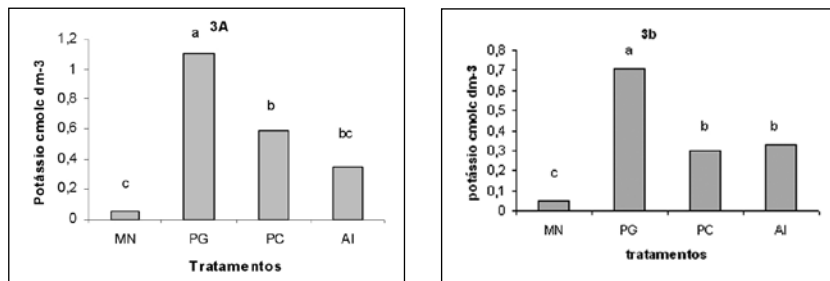 3A
Potássio cmolc dm-3
1,2
1
0,8
0,6
0,4
0,2
0
a
b
bc
c
MN PG PC AI
Tratamentos
3b
potássio cmolc dm-3
0,8
0,7
0,6
0,5
0,4
0,3
0,2
0,1
0
a
b b
c
MN PG PC AI
tratamentos